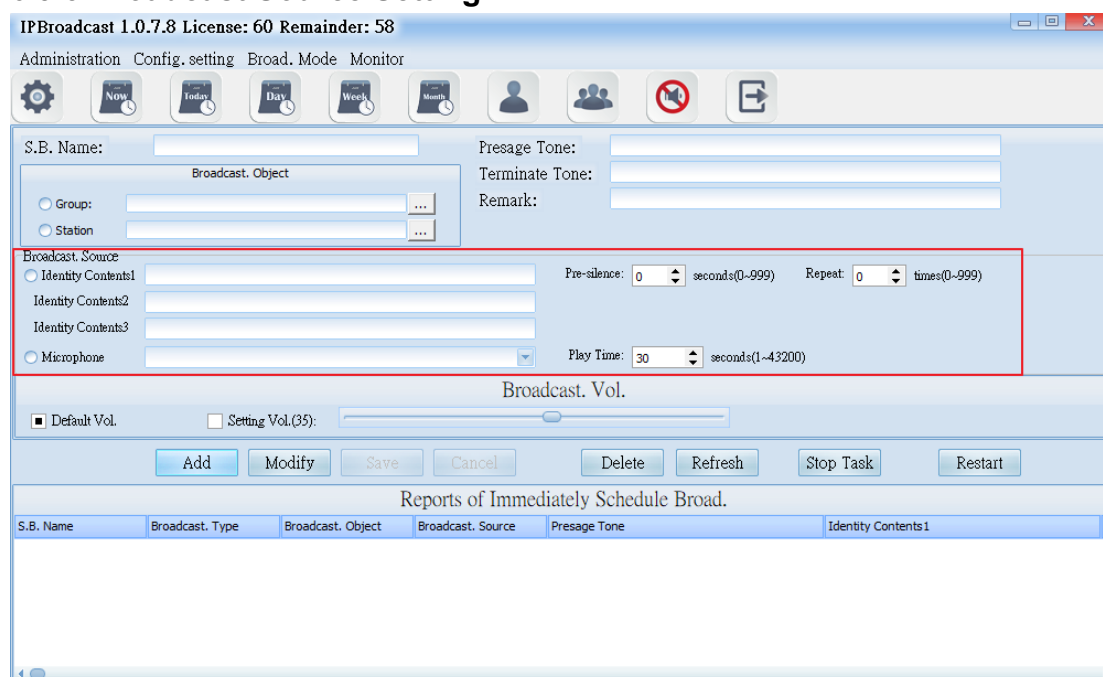 Broadcast Source Setting
IPBroadcast 1.0.7.8 License: 60 Remainder: 58
Administration Config. setting Broad. Mode Monitor
Now Today Day Week Month
S.B. Name: Presage Tone:
Broadcast. Object Terminate Tone:
Group: ... Remark:
Station ...
Broadcast. Source
Identity Contents1 Pre-silence: 0 seconds(0~999) Repeat: 0 times(0~999)
Identity Contents2
Identity Contents3
Microphone Play Time: 30 seconds(1~43200)
Broadcast. Vol.
Default Vol. Setting Vol.(35):
Add Modify Save Cancel Delete Refresh Stop Task Restart
Reports of Immediately Schedule Broad.
S.B. Name Broadcast. Type Broadcast. Object Broadcast. Source Presage Tone Identity Contents1